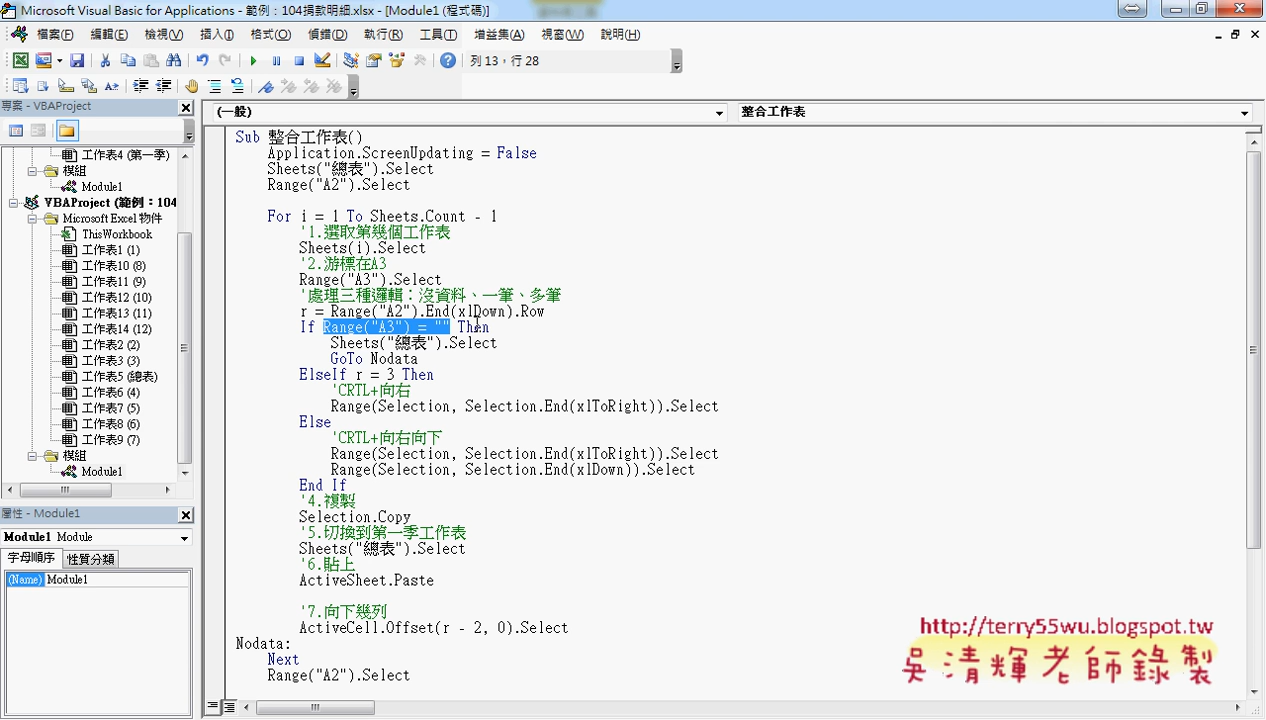 Microsoft Visual Basic for Applications - 範例：104捐款明細.xlsx - [Module1 (程式碼)]
檔案(F) 編輯(E) 檢視(V) 插入(I) 格式(O) 偵錯(D) 執行(R) 工具(T) 增益集(A) 視窗(W) 說明(H)
列 13，行 28
專案 - VBAProject
(一般)
整合工作表
工作表4 (第一季)
模組
Module1
VBAProject (範例：104
Microsoft Excel 物件
ThisWorkbook
工作表1 (1)
工作表10 (8)
工作表11 (9)
工作表12 (10)
工作表13 (11)
工作表14 (12)
工作表2 (2)
工作表3 (3)
工作表5 (總表)
工作表6 (4)
工作表7 (5)
工作表8 (6)
工作表9 (7)
模組
Module1
屬性 - Module1
Module1 Module
字母順序 性質分類
(Name) Module1
Sub 整合工作表()
Application.ScreenUpdating = False
Sheets("總表").Select
Range("A2").Select
For i = 1 To Sheets.Count - 1
'1.選取第幾個工作表
Sheets(i).Select
'2.游標在A3
Range("A3").Select
'處理三種邏輯：沒資料、一筆、多筆
r = Range("A2").End(xlDown).Row
If Range("A3") = "" Then
Sheets("總表").Select
GoTo Nodata
ElseIf r = 3 Then
'CRTL+向右
Range(Selection, Selection.End(xlToRight)).Select
Else
'CRTL+向右向下
Range(Selection, Selection.End(xlToRight)).Select
Range(Selection, Selection.End(xlDown)).Select
End If
'4.複製
Selection.Copy
'5.切換到第一季工作表
Sheets("總表").Select
'6.貼上
ActiveSheet.Paste
'7.向下幾列
ActiveCell.Offset(r - 2, 0).Select
Nodata:
Next
Range("A2").Select
http://terry55wu.blogspot.tw
吳清輝老師錄製